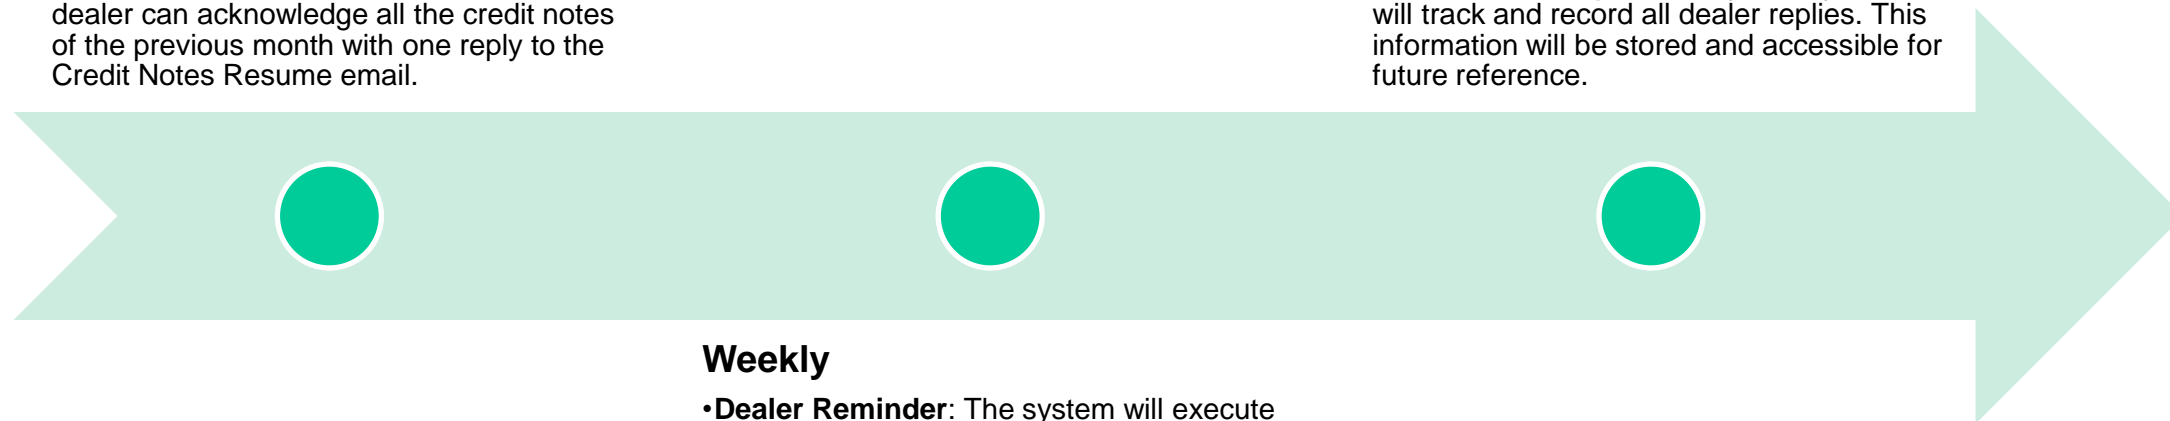 dealer can acknowledge all the credit notes
of the previous month with one reply to the
Credit Notes Resume email.
will track and record all dealer replies. This
information will be stored and accessible for
future reference.
Weekly
•Dealer Reminder: The system will execute